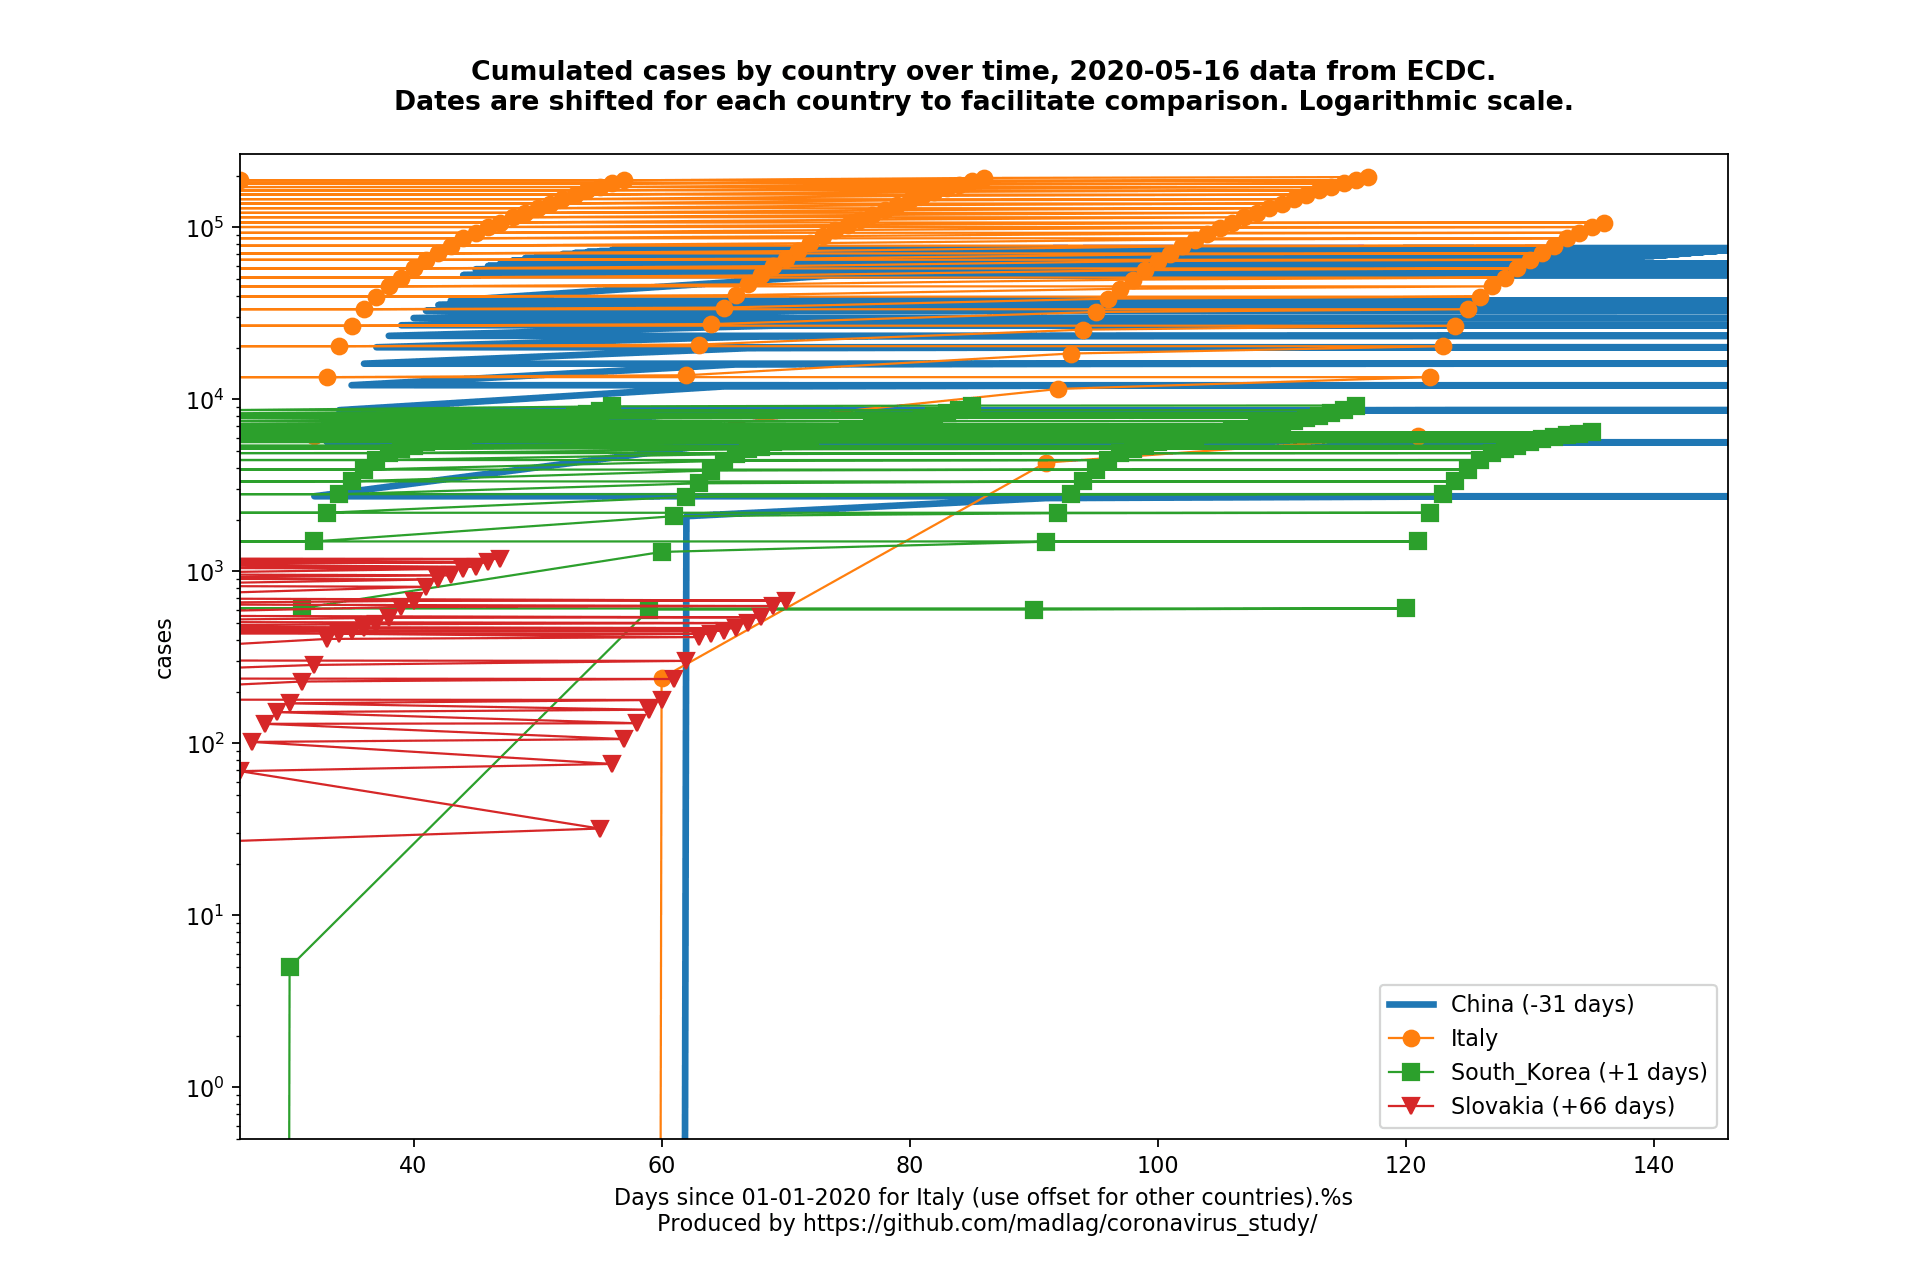 Cumulated cases by country over time, 2020-05-16 data from ECDC.
Dates are shifted for each country to facilitate comparison. Logarithmic scale.
10^5
10^4
10^3
10^2
10^1
10^0
cases
40 60 80 100 120 140
Days since 01-01-2020 for Italy (use offset for other countries).%s
Produced by https://github.com/madlag/coronavirus_study/
China (-31 days)
Italy
South_Korea (+1 days)
Slovakia (+66 days)